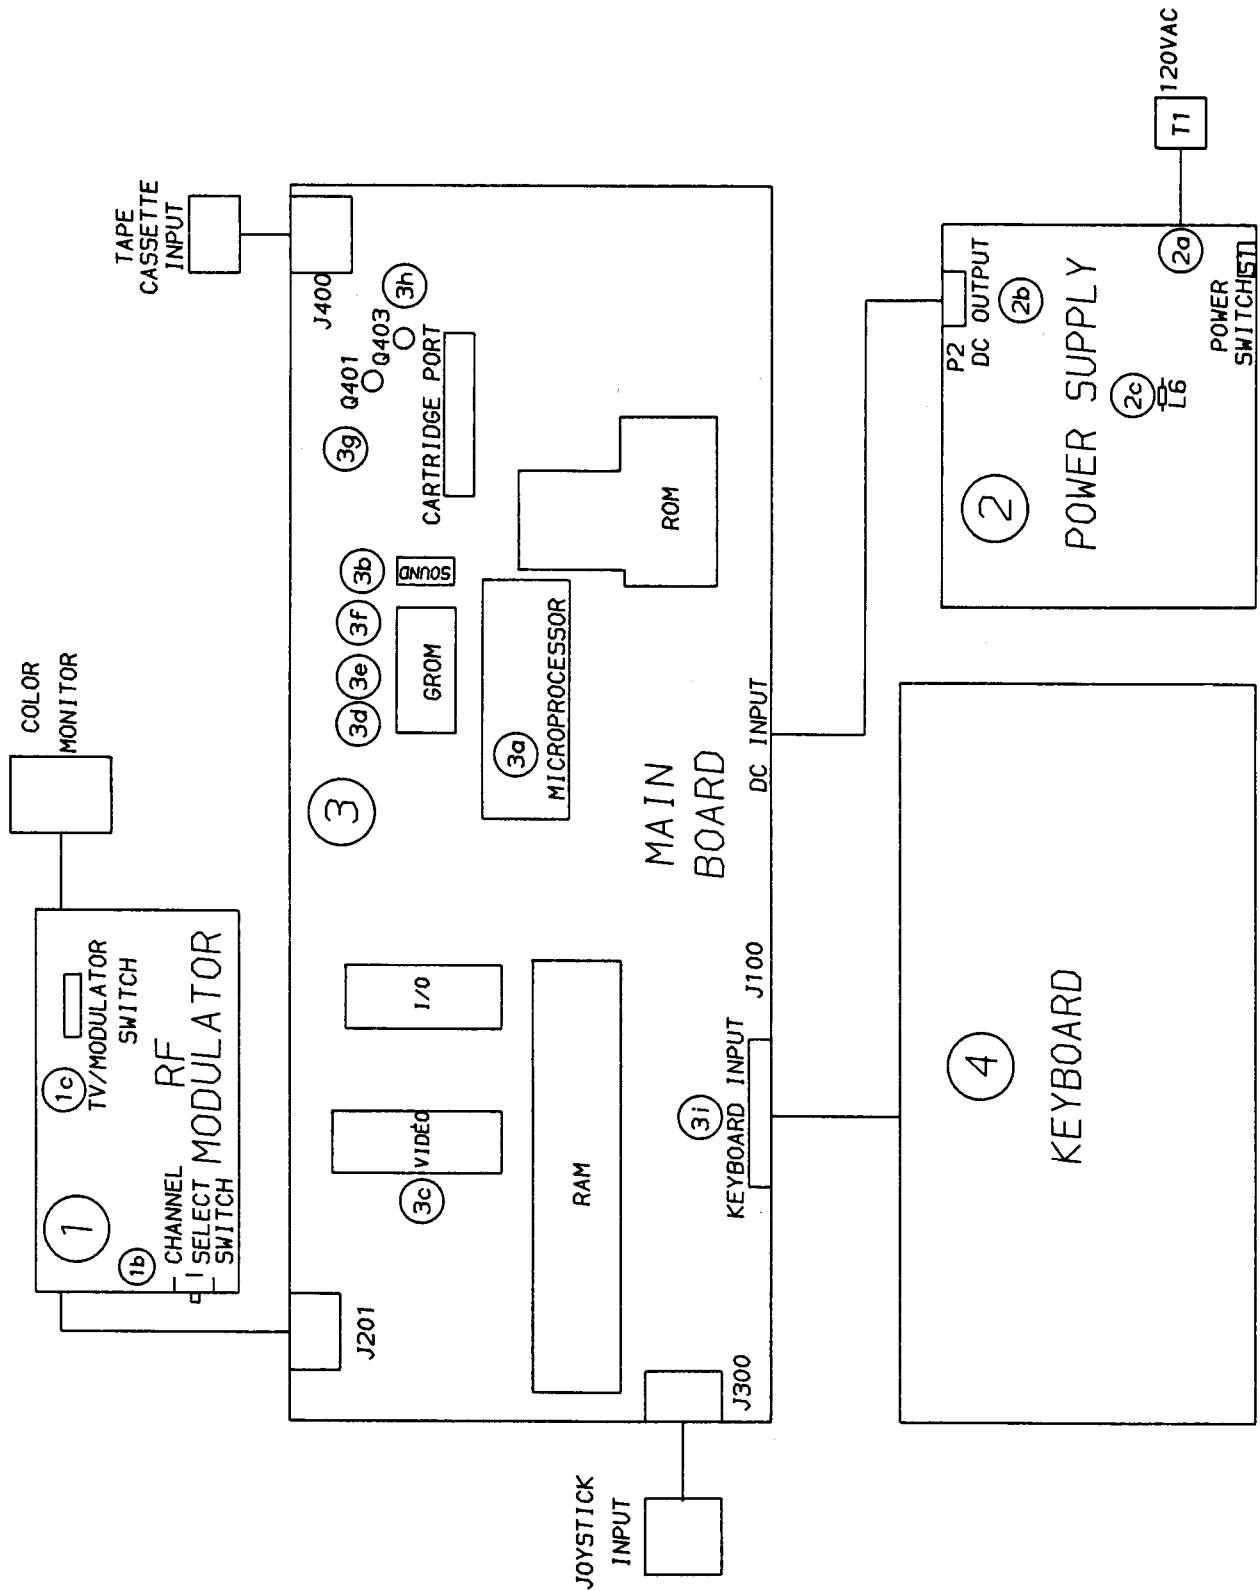 COLOR
MONITOR
TAPE
CASSETTE
INPUT
1
1b
1c
CHANNEL
SELECT
SWITCH
TV/MODULATOR
SWITCH
RF
MODULATOR
J201
J400
3
3c
VIDEO
I/O
3d
3e
3f
3b
3g
3h
Q401
Q403
GROM
SOUND
CARTRIDGE PORT
3a
MICROPROCESSOR
ROM
RAM
MAIN
BOARD
JOYSTICK
INPUT
J300
3i
KEYBOARD INPUT
J100
DC INPUT
4
KEYBOARD
P2
DC OUTPUT
2
2b
2c
L6
POWER SUPPLY
2a
POWER
SWITCH
S1
T1
120VAC